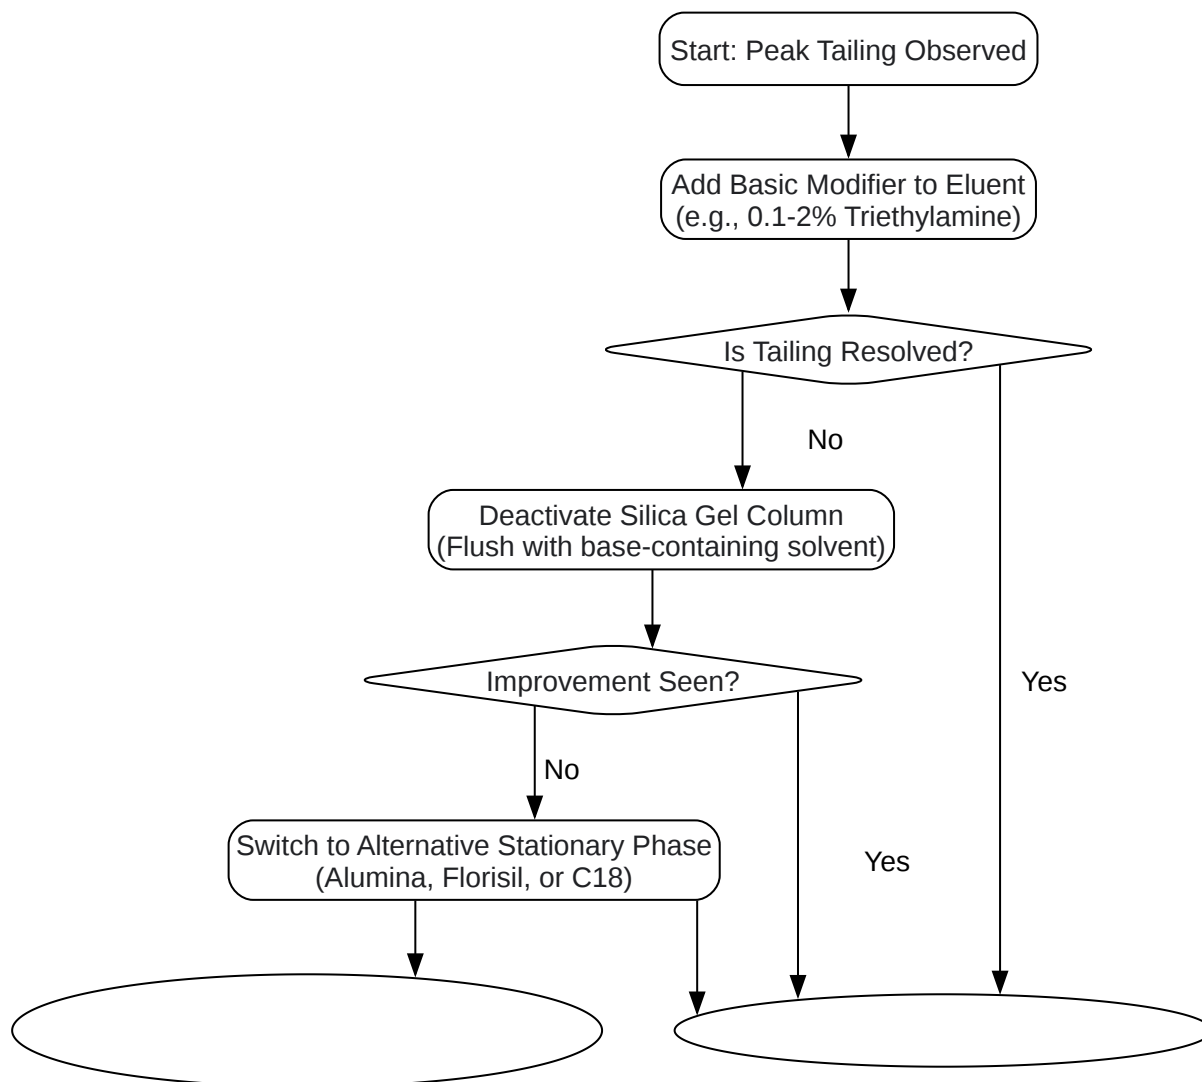 Start: Peak Tailing Observed
Add Basic Modifier to Eluent
(e.g., 0.1-2% Triethylamine)
Is Tailing Resolved?
No
Deactivate Silica Gel Column
(Flush with base-containing solvent)
Improvement Seen?
Yes
No
Switch to Alternative Stationary Phase
(Alumina, Florisil, or C18)
Yes